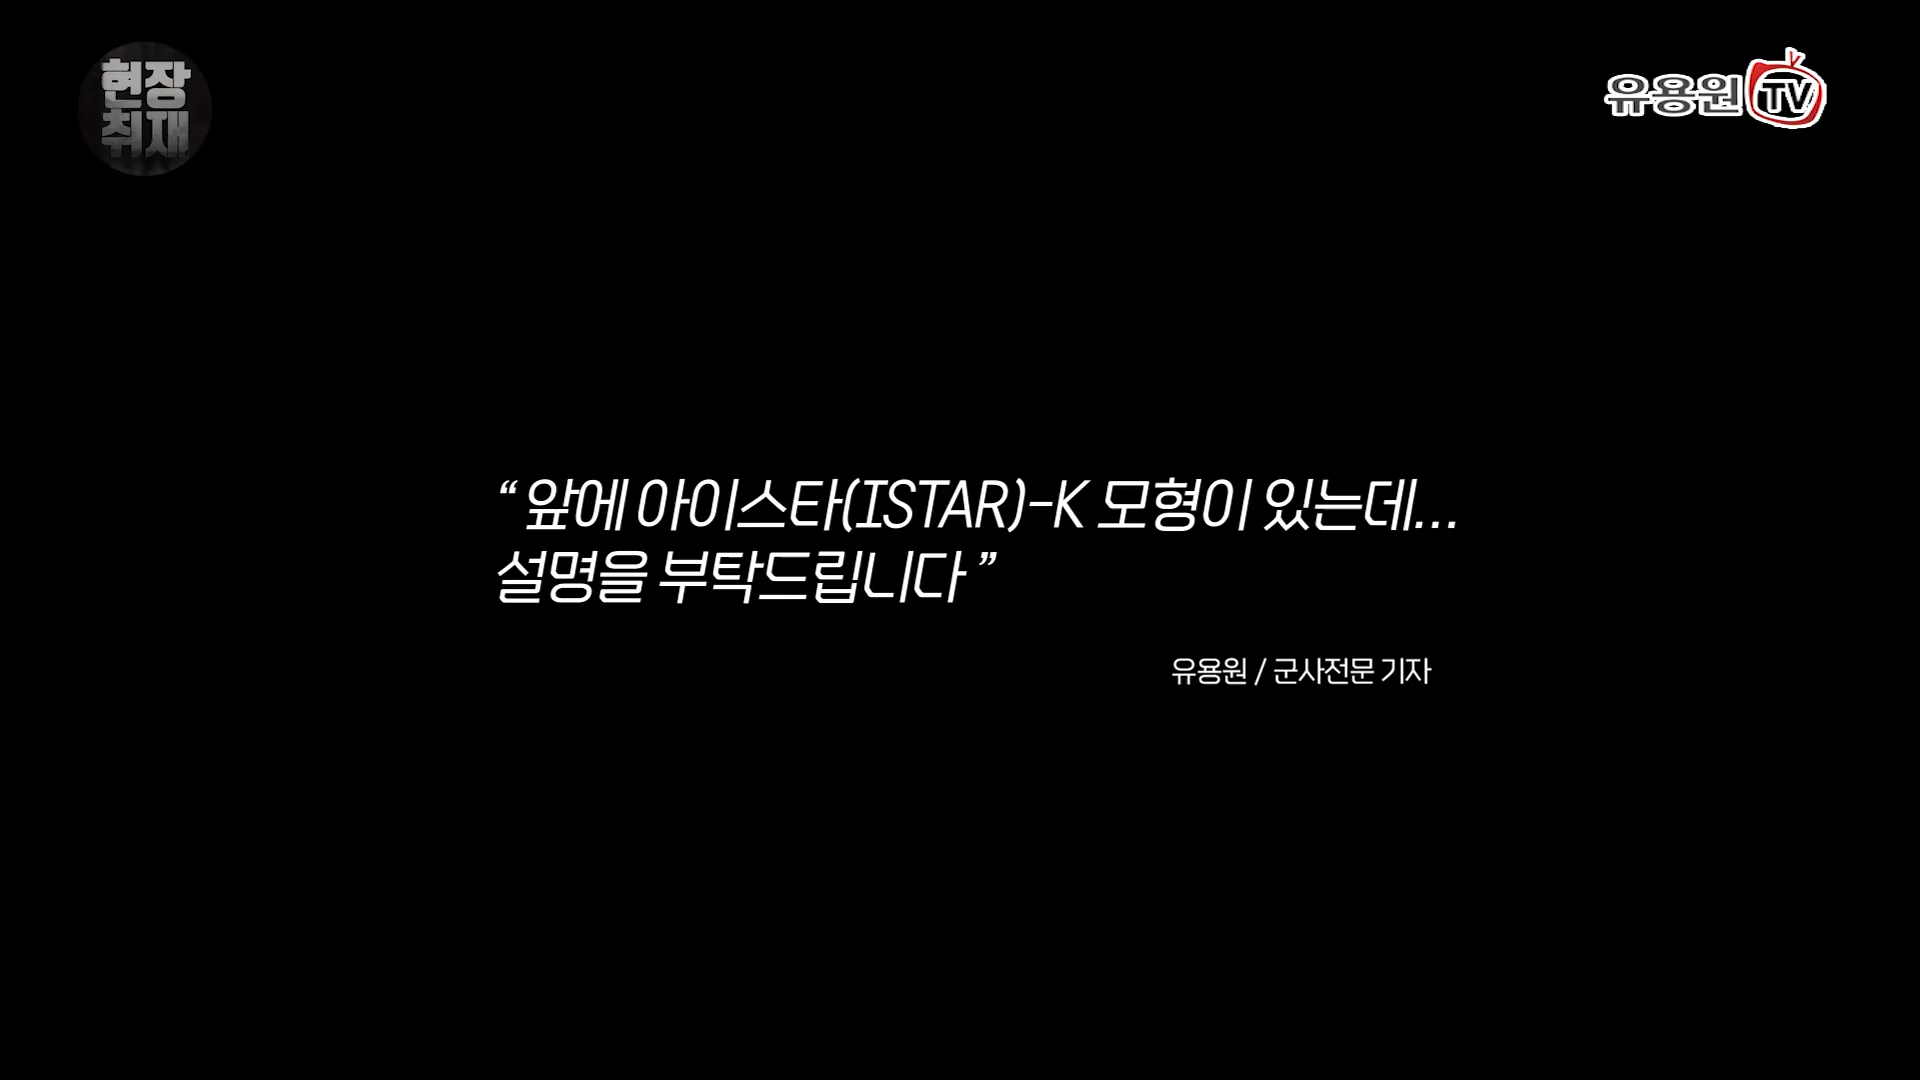 현장
취재
유용원TV
“앞에 아이스타(ISTAR)-K 모형이 있는데...
설명을 부탁드립니다”
유용원 / 군사전문 기자